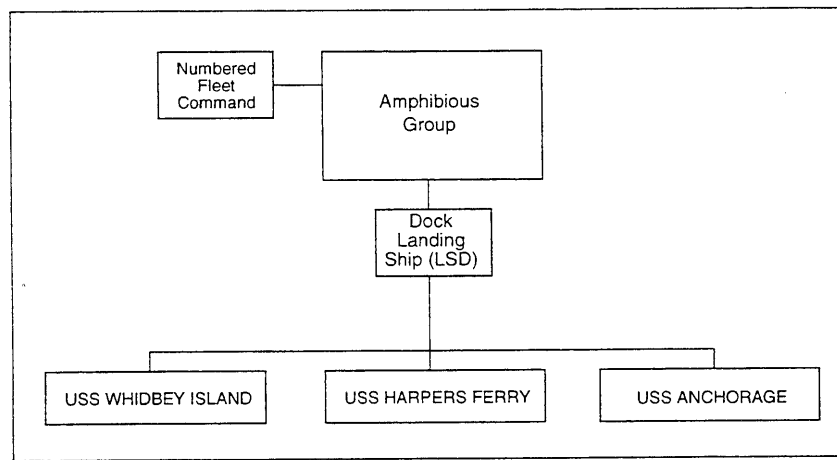 Numbered
Fleet
Command
Amphibious
Group
Dock
Landing
Ship (LSD)
USS WHIDBEY ISLAND
USS HARPERS FERRY
USS ANCHORAGE